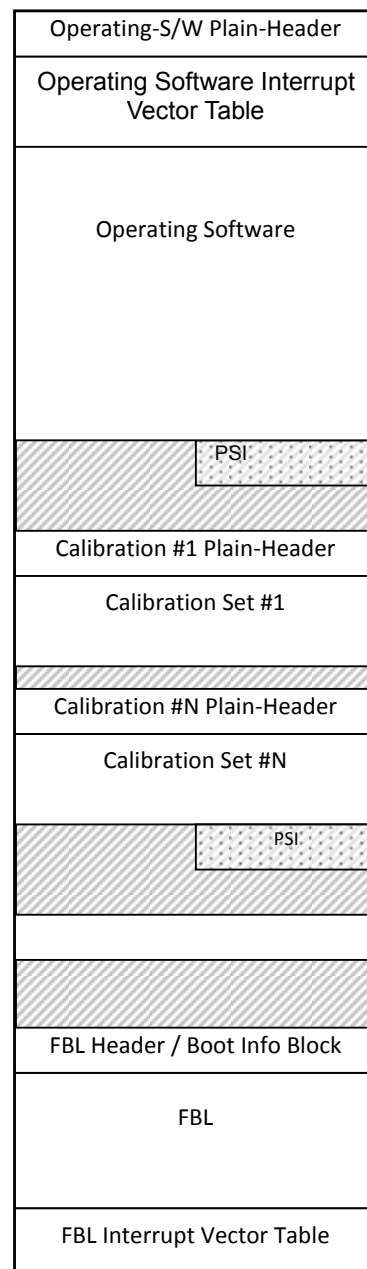 Operating-S/W Plain-Header
Operating Software Interrupt
Vector Table
Operating Software
PSI
Calibration #1 Plain-Header
Calibration Set #1
Calibration #N Plain-Header
Calibration Set #N
PSI
FBL Header / Boot Info Block
FBL
FBL Interrupt Vector Table